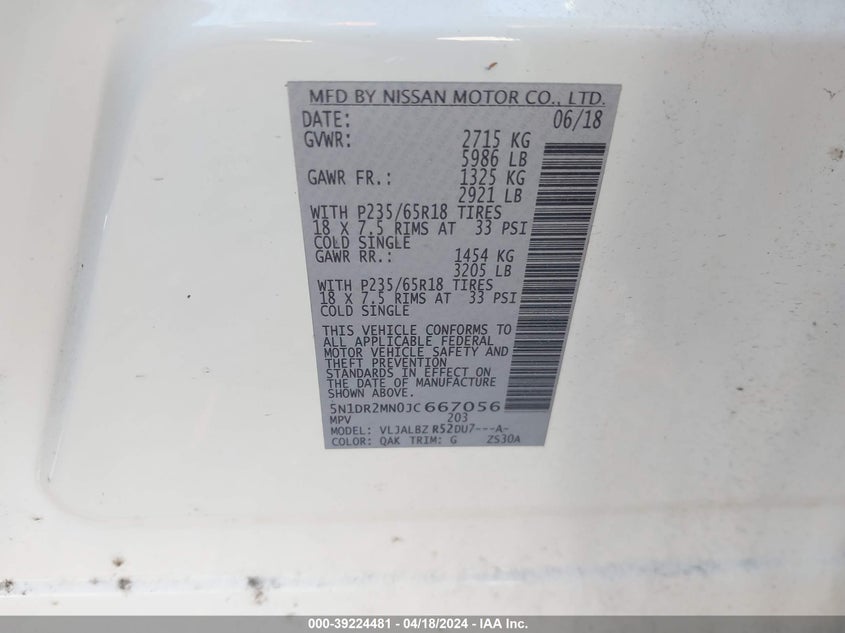 MFD BY NISSAN MOTOR CO., LTD.
DATE: 06/18
GVWR: 2715 KG
5986 LB
GAWR FR.: 1325 KG
2921 LB
WITH P235/65R18 TIRES
18 X 7.5 RIMS AT 33 PSI
COLD SINGLE
GAWR RR.: 1454 KG
3205 LB
WITH P235/65R18 TIRES
18 X 7.5 RIMS AT 33 PSI
COLD SINGLE
THIS VEHICLE CONFORMS TO
ALL APPLICABLE FEDERAL
MOTOR VEHICLE SAFETY AND
THEFT PREVENTION
STANDARDS IN EFFECT ON
THE DATE OF MANUFACTURE
SHOWN ABOVE.
5N1DR2MN0JC667056
MPV 203
MODEL: VLJALBZ R52DU7---A-
COLOR: QAK TRIM: G ZS30A
000-39224481 - 04/18/2024 - IAA Inc.